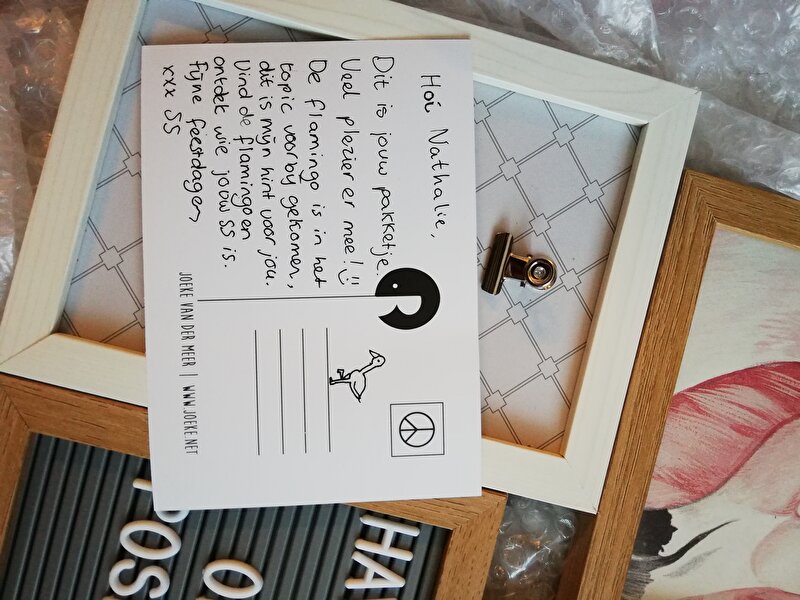 Hoi Nathalie,
Dit is jouw pakketje.
Veel plezier er mee!
De flamingo is in het
topic voorbij gekomen,
dit is mijn hint voor jou.
Vind de flamingo en
ontdek wie jouw SS is.
Fijne feestdagen
xxx SS
JOEKE VAN DER MEER | WWW.JOEKE.NET
HA
O
POS